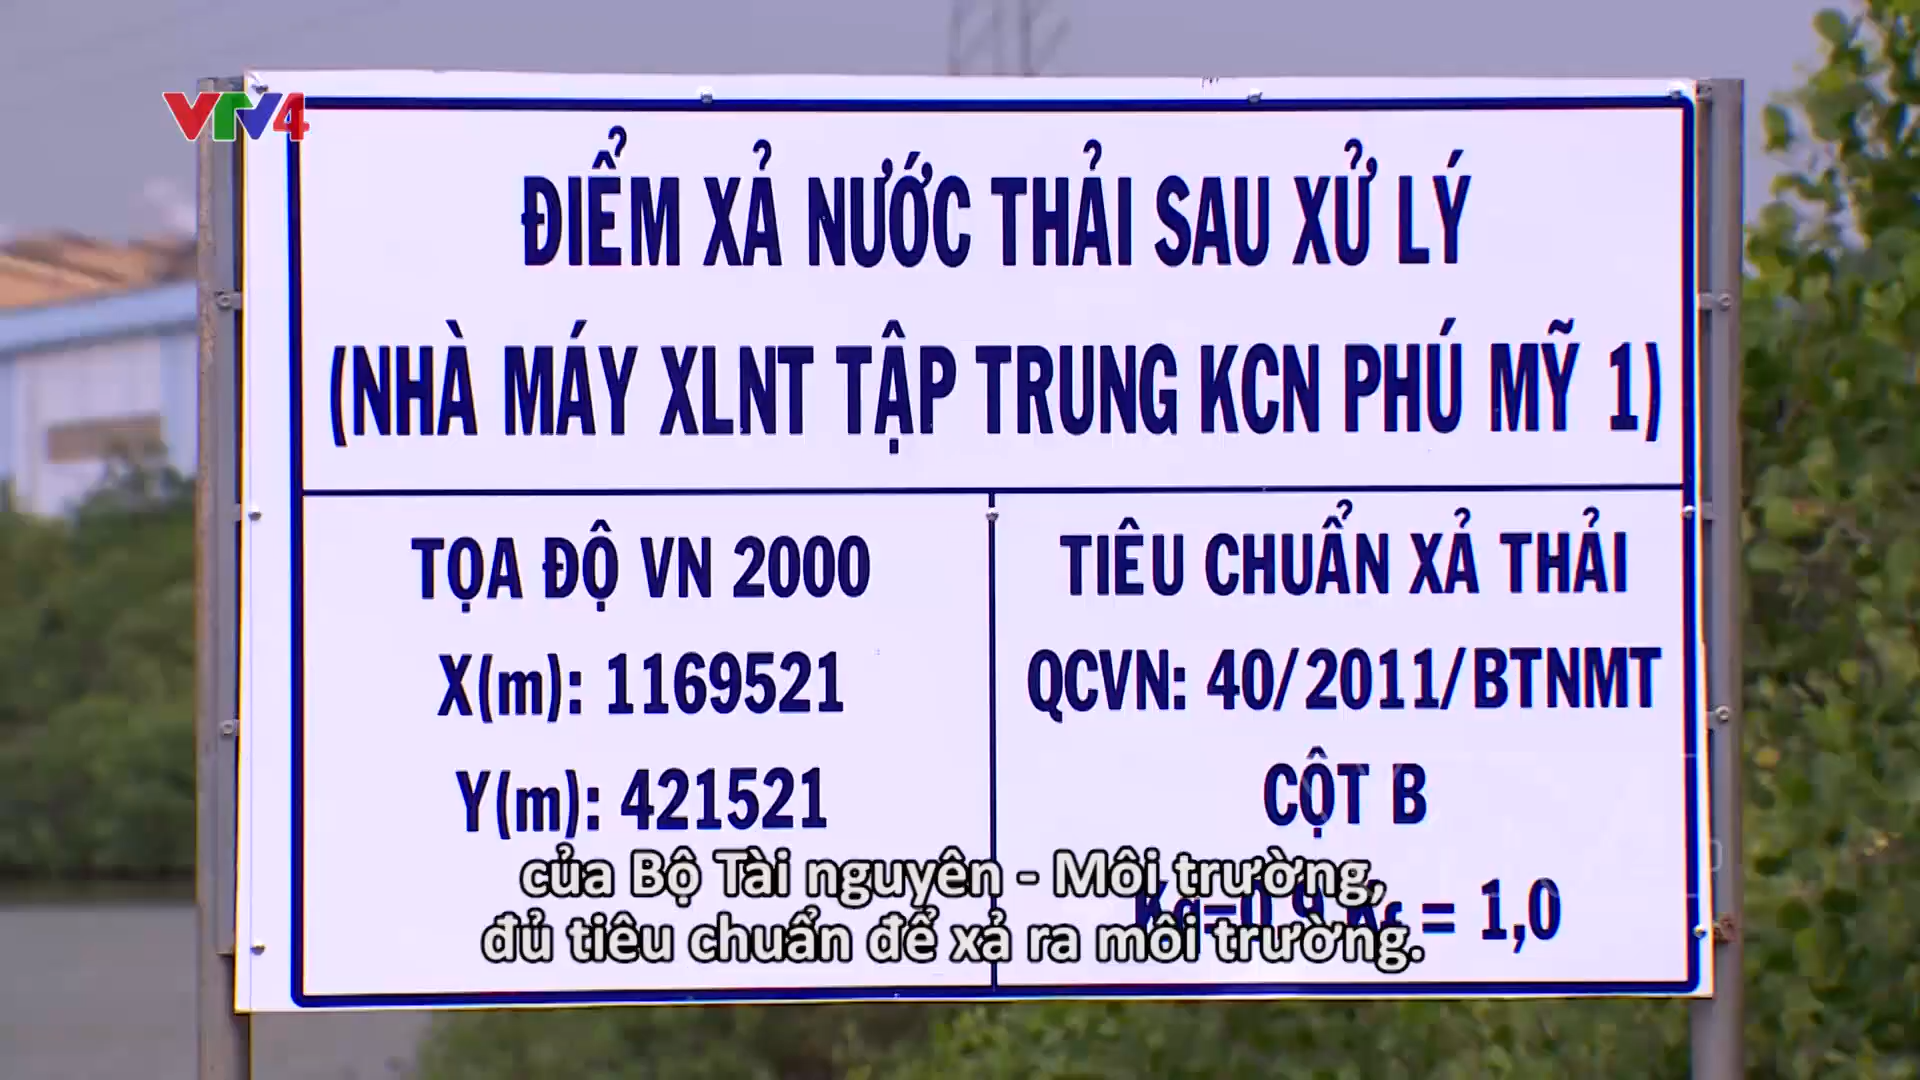 VTV4
ĐIỂM XẢ NƯỚC THẢI SAU XỬ LÝ
(NHÀ MÁY XLNT TẬP TRUNG KCN PHÚ MỸ 1)
TỌA ĐỘ VN 2000
X(m): 1169521
Y(m): 421521
TIÊU CHUẨN XẢ THẢI
QCVN: 40/2011/BTNMT
CỘT B
= 1,0
của Bộ Tài nguyên - Môi trường,
đủ tiêu chuẩn để xả ra môi trường.